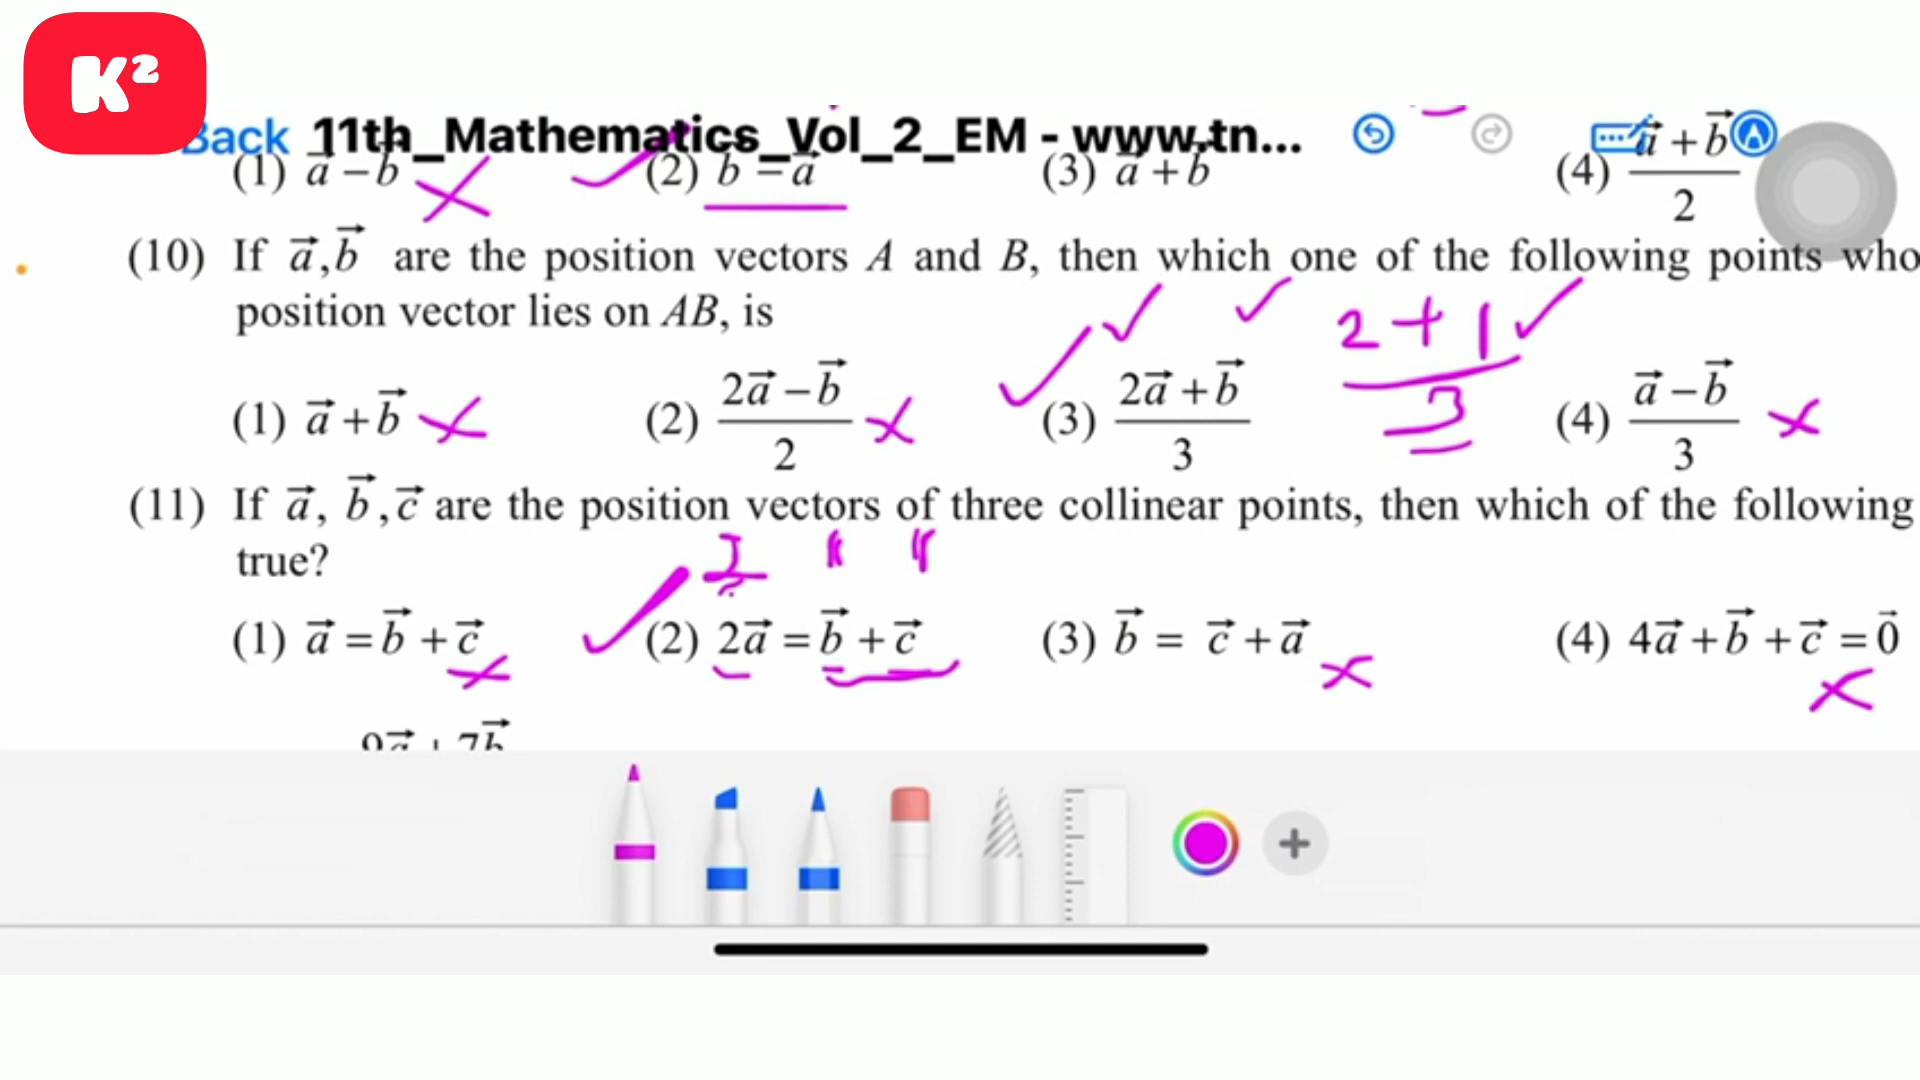 K²
Back 11th_Mathematics_Vol_2_EM - www.tn...
(1) a⃗ − b⃗ (2) b⃗ − a⃗ (3) a⃗ + b⃗ (4) (a⃗ + b⃗)/2
(10) If a⃗, b⃗ are the position vectors A and B, then which one of the following points who
position vector lies on AB, is
2 + 1
3
(1) a⃗ + b⃗ (2) (2a⃗ − b⃗)/2 (3) (2a⃗ + b⃗)/3 (4) (a⃗ − b⃗)/3
(11) If a⃗, b⃗, c⃗ are the position vectors of three collinear points, then which of the following
true?
(1) a⃗ = b⃗ + c⃗ (2) 2a⃗ = b⃗ + c⃗ (3) b⃗ = c⃗ + a⃗ (4) 4a⃗ + b⃗ + c⃗ = 0⃗